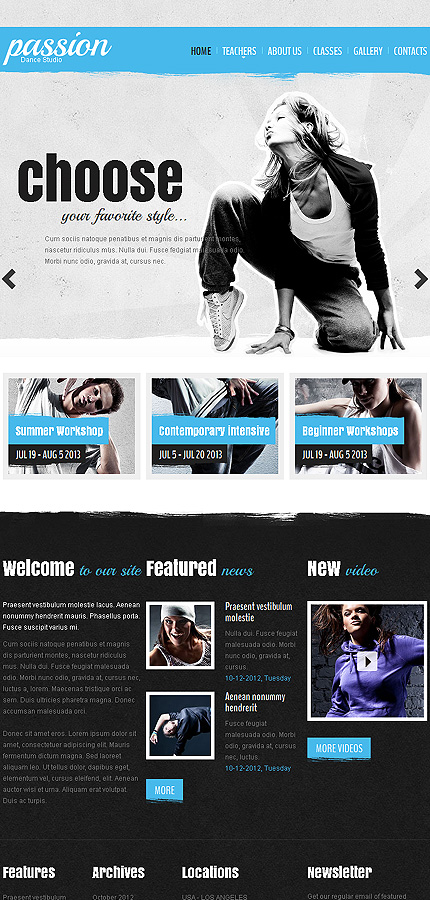 passion
Dance Studio
HOME TEACHERS ABOUT US CLASSES GALLERY CONTACTS
choose
your favorite style...
Cum sociis natoque penatibus et magnis dis parturient montes,
nascetur ridiculus mus. Nulla dui. Fusce feugiat malesuada odio.
Morbi nunc odio, gravida at, cursus nec.
Summer Workshop
JUL 19 - AUG 5 2013
Contemporary Intensive
JUL 5 - JUL 20 2013
Beginner Workshops
JUL 19 - AUG 5 2013
Welcome to our site
Praesent vestibulum molestie lacus. Aenean
nonummy hendrerit mauris. Phasellus porta.
Fusce suscipit varius mi.
Cum sociis natoque penatibus et magnis
dis parturient montes, nascetur ridiculus
mus. Nulla dui. Fusce feugiat malesuada
odio. Morbi nunc odio, gravida at, cursus nec,
luctus a, lorem. Maecenas tristique orci ac
sem. Duis ultricies pharetra magna. Donec
accumsan malesuada orci.
Donec sit amet eros. Lorem ipsum dolor sit
amet, consectetuer adipiscing elit. Mauris
fermentum dictum magna. Sed laoreet
aliquam leo. Ut tellus dolor, dapibus eget,
elementum vel, cursus eleifend, elit. Aenean
auctor wisi et urna. Aliquam erat volutpat.
Duis ac turpis.
Featured news
Praesent vestibulum
molestie
Nulla dui. Fusce feugiat
malesuada odio. Morbi
nunc odio, gravida at,
cursus.
10-12-2012, Tuesday
Aenean nonummy
hendrerit
Fusce feugiat
malesuada odio. Morbi
nunc odio, gravida at,
cursus nec.
10-12-2012, Tuesday
MORE
New video
MORE VIDEOS
Features
Praesent vestibulum
Archives
October 2012
Locations
USA - LOS ANGELES
Newsletter
Get our regular email of featured